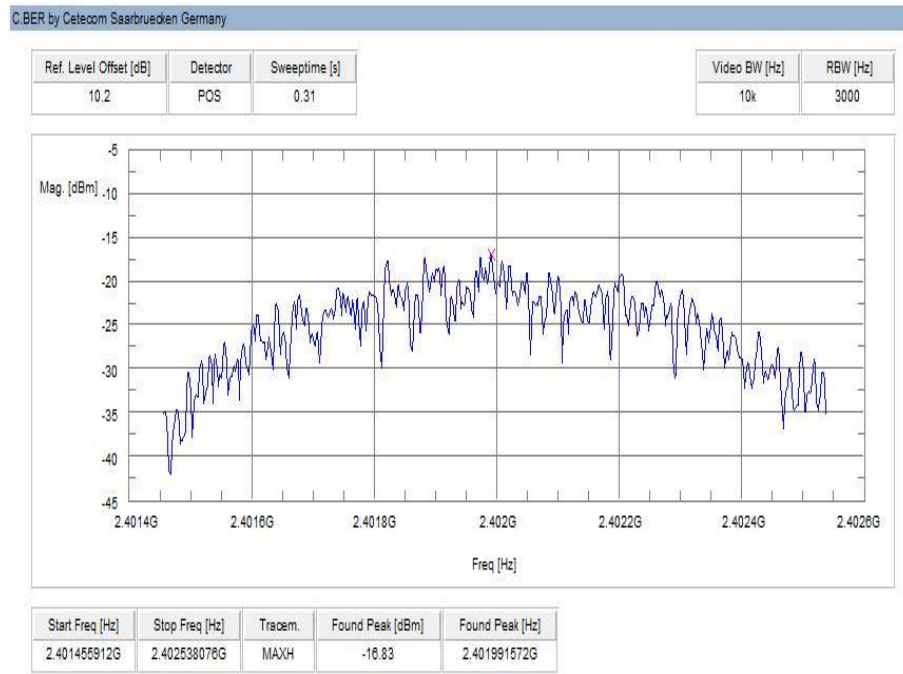 C.BER by Cetecom Saarbruecken Germany
Ref. Level Offset [dB] Detector Sweeptime [s] Video BW [Hz] RBW [Hz]
10.2 POS 0.31 10k 3000
Mag. [dBm]
-5
-10
-15
-20
-25
-30
-35
-40
-45
2.4014G 2.4016G 2.4018G 2.402G 2.4022G 2.4024G 2.4026G
Freq [Hz]
Start Freq [Hz] Stop Freq [Hz] Tracem. Found Peak [dBm] Found Peak [Hz]
2.401455912G 2.402538076G MAXH -16.83 2.401991572G